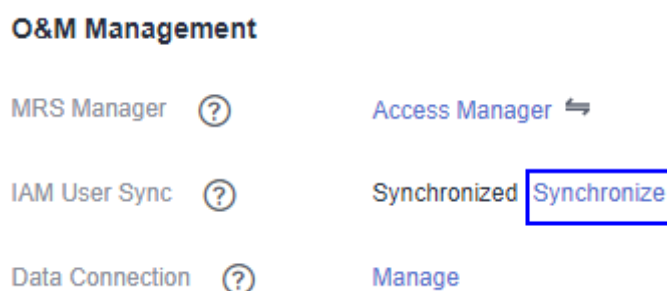 O&M Management
MRS Manager ? Access Manager
IAM User Sync ? Synchronized Synchronize
Data Connection ? Manage